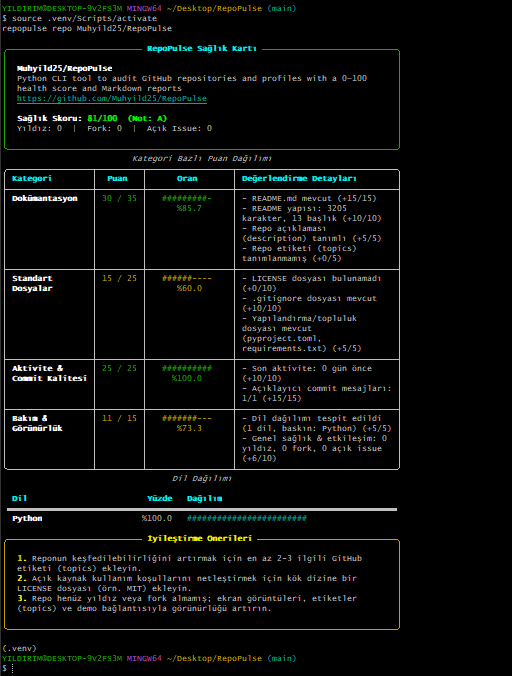 YILDIRIM@DESKTOP-9V2FS3M MINGW64 ~/Desktop/RepoPulse (main)
$ source .venv/Scripts/activate
repopulse repo Muhyild25/RepoPulse
RepoPulse Sağlık Kartı
Muhyild25/RepoPulse
Python CLI tool to audit GitHub repositories and profiles with a 0-100
health score and Markdown reports
https://github.com/Muhyild25/RepoPulse
Sağlık Skoru: 81/100 (Not: A)
Yıldız: 0 | Fork: 0 | Açık Issue: 0
Kategori Bazlı Puan Dağılımı
Kategori Puan Oran Değerlendirme Detayları
Dokümantasyon 30 / 35 #########- - README.md mevcut (+15/15)
%85.7 - README yapısı: 3205
karakter, 13 başlık (+10/10)
- Repo açıklaması
(description) tanımlı (+5/5)
- Repo etiketi (topics)
tanımlanmamış (+0/5)
Standart 15 / 25 ######---- - LICENSE dosyası bulunamadı
Dosyalar %60.0 (+0/10)
- .gitignore dosyası mevcut
(+10/10)
- Yapılandırma/topluluk
dosyası mevcut
(pyproject.toml,
requirements.txt) (+5/5)
Aktivite & 25 / 25 ########## - Son aktivite: 0 gün önce
Commit Kalitesi %100.0 (+10/10)
- Açıklayıcı commit mesajları:
1/1 (+15/15)
Bakım & 11 / 15 #######--- - Dil dağılımı tespit edildi
Görünürlük %73.3 (1 dil, baskın: Python) (+5/5)
- Genel sağlık & etkileşim: 0
yıldız, 0 fork, 0 açık issue
(+6/10)
Dil Dağılımı
Dil Yüzde Dağılım
Python %100.0 ########################
İyileştirme Önerileri
1. Reponun keşfedilebilirliğini artırmak için en az 2-3 ilgili GitHub
etiketi (topics) ekleyin.
2. Açık kaynak kullanım koşullarını netleştirmek için kök dizine bir
LICENSE dosyası (örn. MIT) ekleyin.
3. Repo henüz yıldız veya fork almamış; ekran görüntüleri, etiketler
(topics) ve demo bağlantısıyla görünürlüğü artırın.
(.venv)
YILDIRIM@DESKTOP-9V2FS3M MINGW64 ~/Desktop/RepoPulse (main)
$